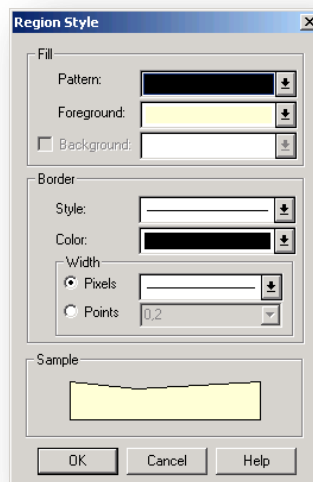 Region Style
Fill
Pattern:
Foreground:
Background:
Border
Style:
Color:
Width
Pixels
Points 0,2
Sample
OK Cancel Help